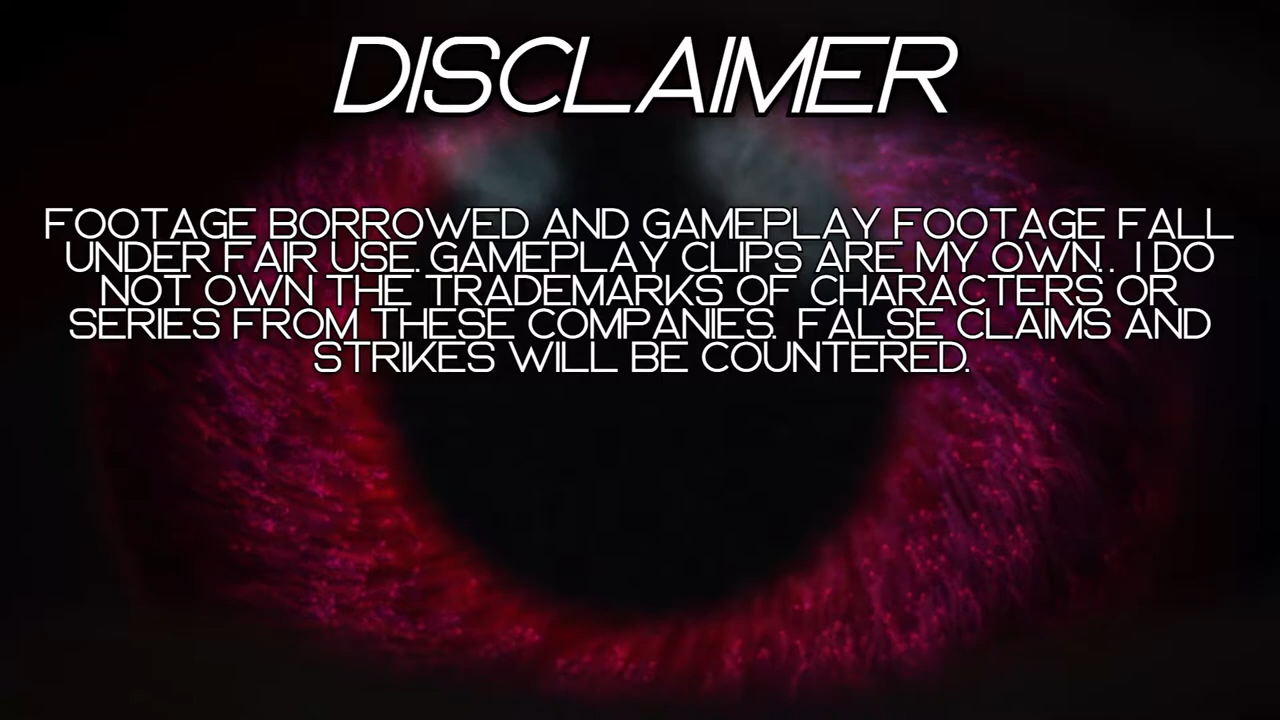 DISCLAIMER
FOOTAGE BORROWED AND GAMEPLAY FOOTAGE FALL
UNDER FAIR USE. GAMEPLAY CLIPS ARE MY OWN. . I DO
NOT OWN THE TRADEMARKS OF CHARACTERS OR
SERIES FROM THESE COMPANIES. FALSE CLAIMS AND
STRIKES WILL BE COUNTERED.